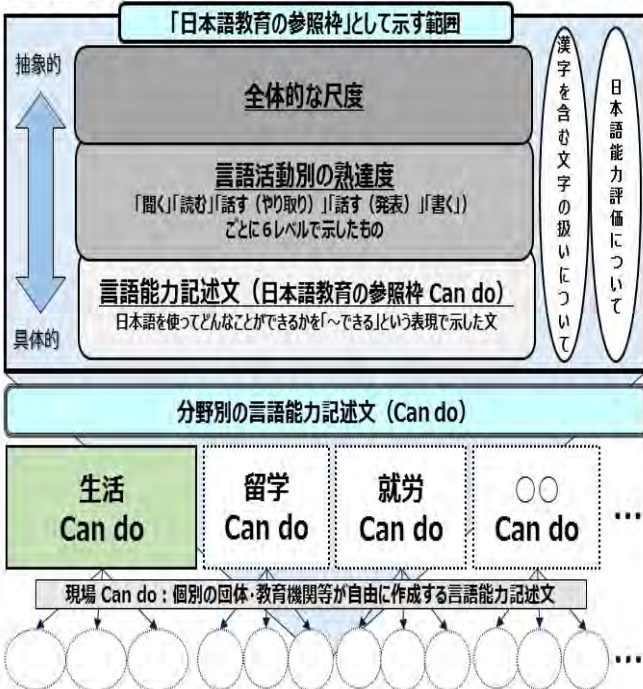 「日本語教育の参照枠」として示す範囲
抽象的
全体的な尺度
言語活動別の熟達度
「聞く」「読む」「話す（やり取り）」「話す（発表）」「書く」）
ごとに６レベルで示したもの
言語能力記述文（日本語教育の参照枠 Can do）
日本語を使ってどんなことができるかを「～できる」という表現で示した文
具体的
漢字を含む文字の扱いについて
日本語能力評価について
分野別の言語能力記述文（Can do）
生活
Can do
留学
Can do
就労
Can do
○○
Can do
…
現場 Can do：個別の団体・教育機関等が自由に作成する言語能力記述文
…